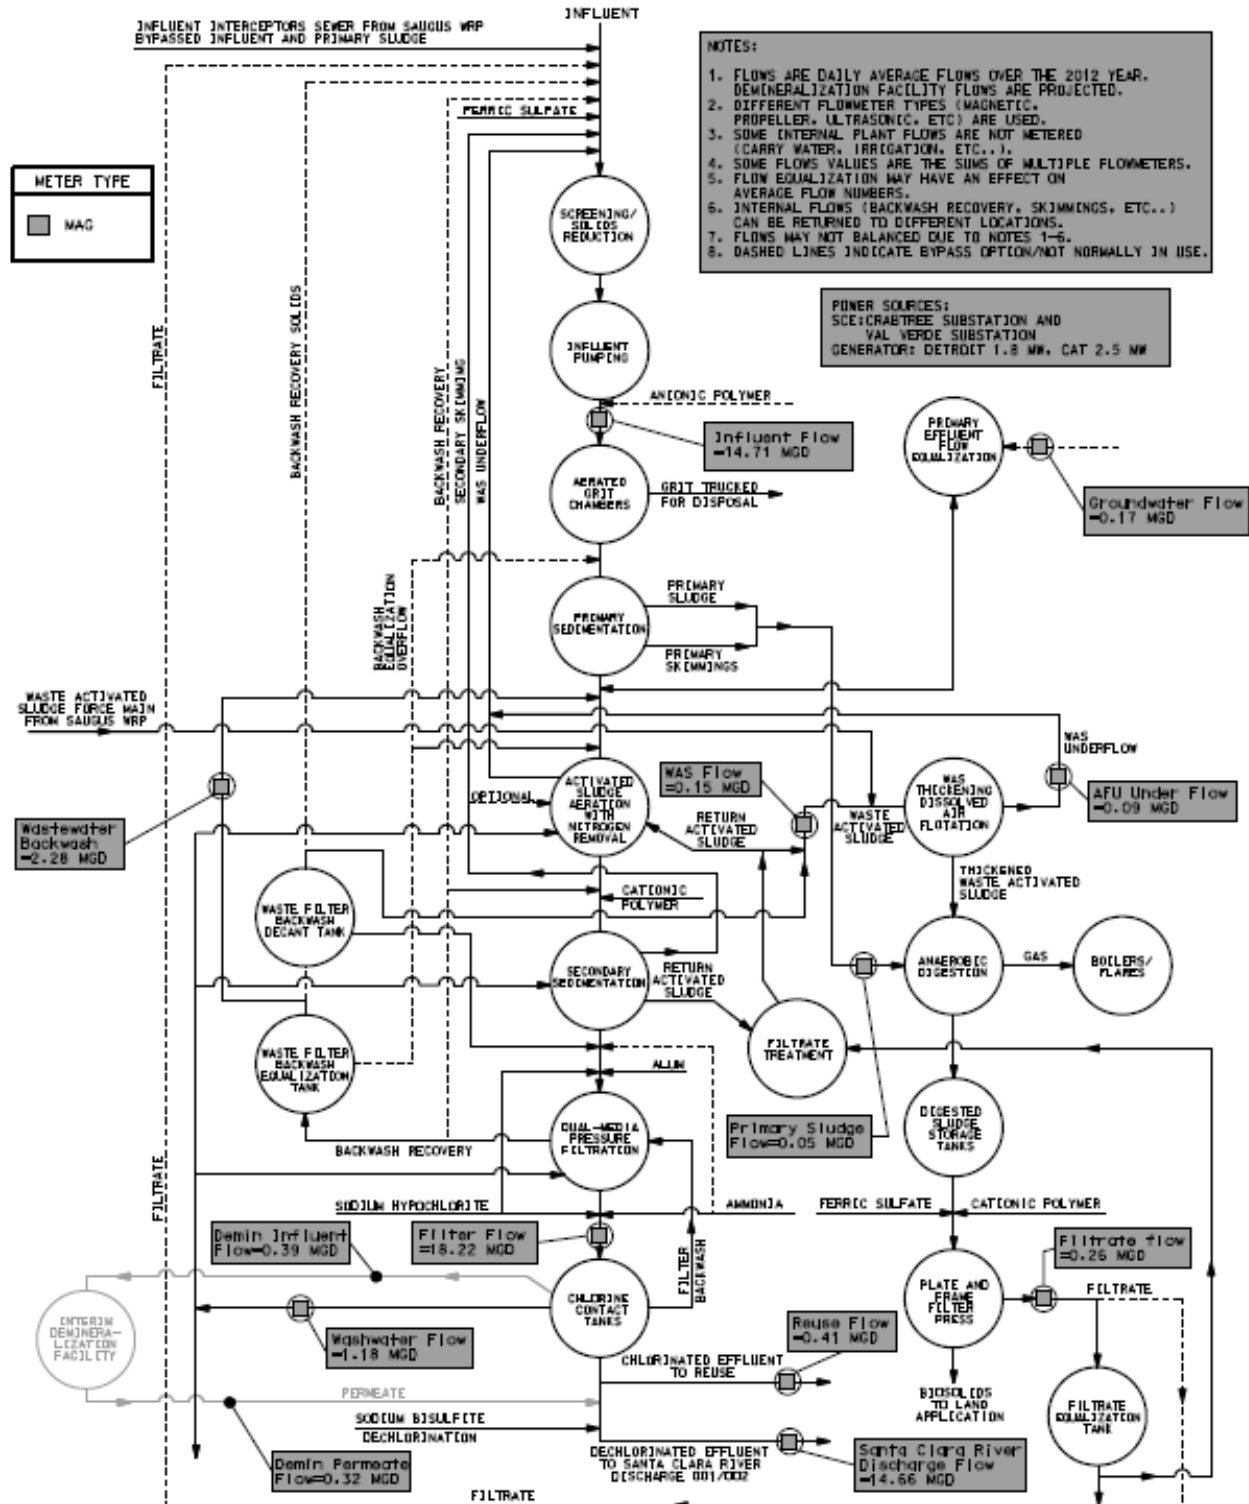 INFLUENT
INFLUENT INTERCEPTORS SEWER FROM SAUGUS WRP
BYPASSED INFLUENT AND PRIMARY SLUDGE
FERRIC SULFATE
METER TYPE
MAG
NOTES:
1. FLOWS ARE DAILY AVERAGE FLOWS OVER THE 2012 YEAR.
DEMINERALIZATION FACILITY FLOWS ARE PROJECTED.
2. DIFFERENT FLOWMETER TYPES (MAGNETIC,
PROPELLER, ULTRASONIC, ETC) ARE USED.
3. SOME INTERNAL PLANT FLOWS ARE NOT METERED
(CARRY WATER, IRRIGATION, ETC..).
4. SOME FLOWS VALUES ARE THE SUMS OF MULTIPLE FLOWMETERS.
5. FLOW EQUALIZATION MAY HAVE AN EFFECT ON
AVERAGE FLOW NUMBERS.
6. INTERNAL FLOWS (BACKWASH RECOVERY, SKIMMINGS, ETC..)
CAN BE RETURNED TO DIFFERENT LOCATIONS.
7. FLOWS MAY NOT BALANCED DUE TO NOTES 1-6.
8. DASHED LINES INDICATE BYPASS OPTION/NOT NORMALLY IN USE.
POWER SOURCES:
SCE:CRABTREE SUBSTATION AND
VAL VERDE SUBSTATION
GENERATOR: DETROIT 1.8 MW, CAT 2.5 MW
SCREENING/
SOLIDS
REDUCTION
INFLUENT
PUMPING
FILTRATE
BACKWASH RECOVERY SOLIDS
BACKWASH RECOVERY
SECONDARY SKIMMING
WAS UNDERFLOW
ANIONIC POLYMER
Influent Flow
=14.71 MGD
PRIMARY
EFFLUENT
FLOW
EQUALIZATION
Groundwater Flow
=0.17 MGD
AERATED
GRIT
CHAMBERS
GRIT TRUCKED
FOR DISPOSAL
BACKWASH
EQUALIZATION
OVERFLOW
PRIMARY
SEDIMENTATION
PRIMARY
SLUDGE
PRIMARY
SKIMMINGS
WASTE ACTIVATED
SLUDGE FORCE MAIN
FROM SAUGUS WRP
WAS
UNDERFLOW
Wastewater
Backwash
=2.28 MGD
OPTIONAL
ACTIVATED
SLUDGE
AERATION
WITH
NITROGEN
REMOVAL
WAS Flow
=0.15 MGD
RETURN
ACTIVATED
SLUDGE
WASTE
ACTIVATED
SLUDGE
WAS
THICKENING
DISSOLVED
AIR
FLOTATION
AFU Under Flow
=0.09 MGD
THICKENED
WASTE ACTIVATED
SLUDGE
CATIONIC
POLYMER
WASTE FILTER
BACKWASH
DECANT TANK
SECONDARY
SEDIMENTATION
RETURN
ACTIVATED
SLUDGE
ANAEROBIC
DIGESTION
GAS
BOILERS/
FLARES
WASTE FILTER
BACKWASH
EQUALIZATION
TANK
FILTRATE
TREATMENT
ALUM
DUAL-MEDIA
PRESSURE
FILTRATION
BACKWASH RECOVERY
Primary Sludge
Flow=0.05 MGD
DIGESTED
SLUDGE
STORAGE
TANKS
FILTRATE
SODIUM HYPOCHLORITE
AMMONIA
FERRIC SULFATE
CATIONIC POLYMER
Demin Influent
Flow=0.39 MGD
Filter Flow
=18.22 MGD
FILTER
BACKWASH
Filtrate flow
=0.26 MGD
INTERIM
DEMINERA-
LIZATION
FACILITY
CHLORINE
CONTACT
TANKS
PLATE AND
FRAME
FILTER
PRESS
FILTRATE
Washwater Flow
=1.18 MGD
Reuse Flow
=0.41 MGD
CHLORINATED EFFLUENT
TO REUSE
PERMEATE
BIOSOLIDS
TO LAND
APPLICATION
FILTRATE
EQUALIZATION
TANK
SODIUM BISULFITE
DECHLORINATION
DECHLORINATED EFFLUENT
TO SANTA CLARA RIVER
DISCHARGE 001/002
Santa Clara River
Discharge Flow
=14.66 MGD
Demin Permeate
Flow=0.32 MGD
FILTRATE